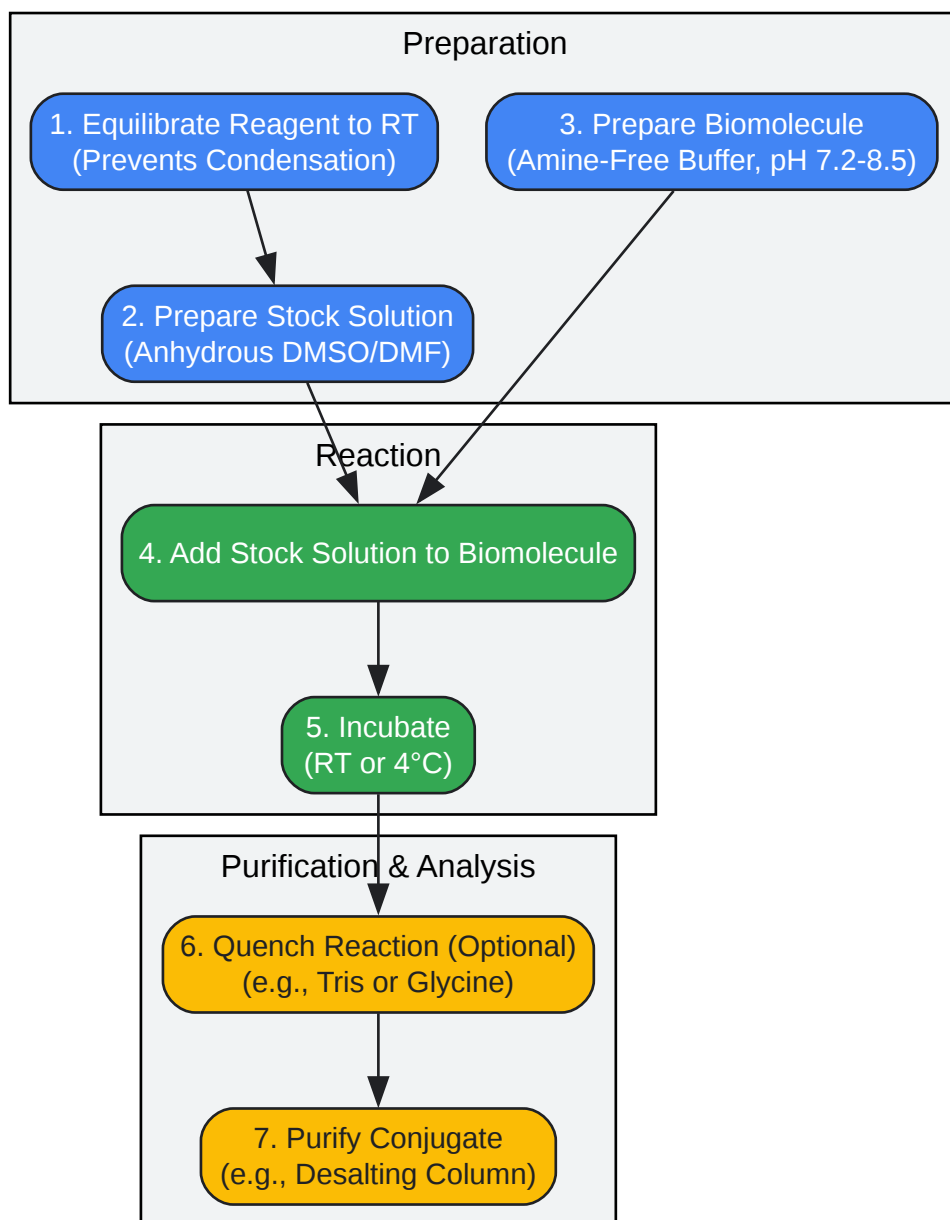 Preparation
1. Equilibrate Reagent to RT
(Prevents Condensation)
3. Prepare Biomolecule
(Amine-Free Buffer, pH 7.2-8.5)
2. Prepare Stock Solution
(Anhydrous DMSO/DMF)
Reaction
4. Add Stock Solution to Biomolecule
5. Incubate
(RT or 4°C)
Purification & Analysis
6. Quench Reaction (Optional)
(e.g., Tris or Glycine)
7. Purify Conjugate
(e.g., Desalting Column)